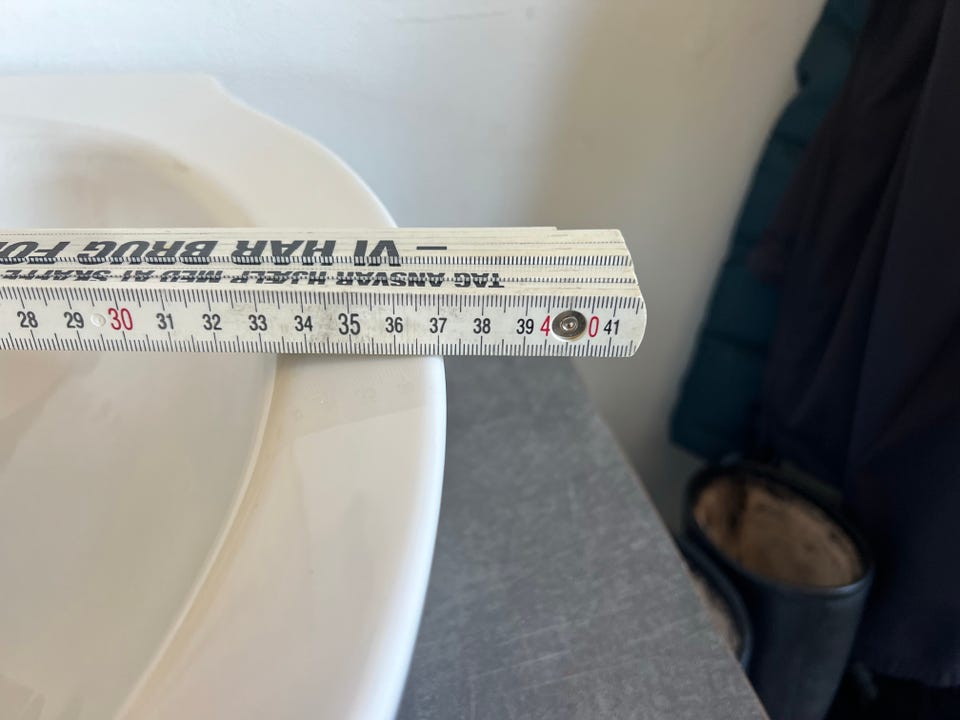 VI HAR BRUG FO
TAG ANSVAR HJÆLP MED AT SKAFFE
28 29 30 31 32 33 34 35 36 37 38 39 40 41